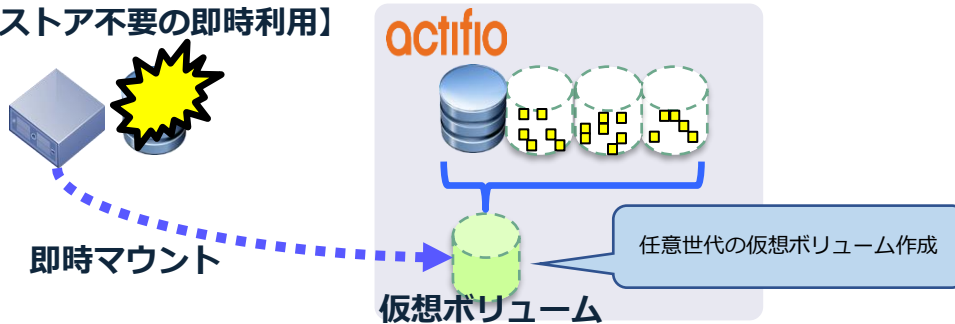 ストア不要の即時利用】
actifio
任意世代の仮想ボリューム作成
即時マウント
仮想ボリューム